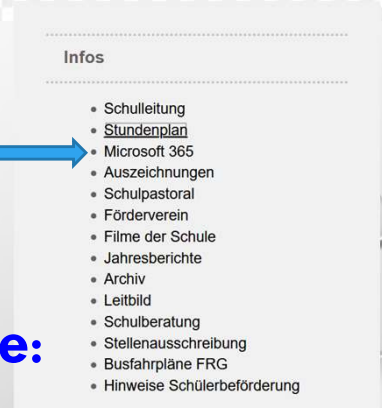 Infos
Schulleitung
Stundenplan
Microsoft 365
Auszeichnungen
Schulpastoral
Förderverein
Filme der Schule
Jahresberichte
Archiv
Leitbild
Schulberatung
Stellenausschreibung
e:
Busfahrpläne FRG
Hinweise Schülerbeförderung